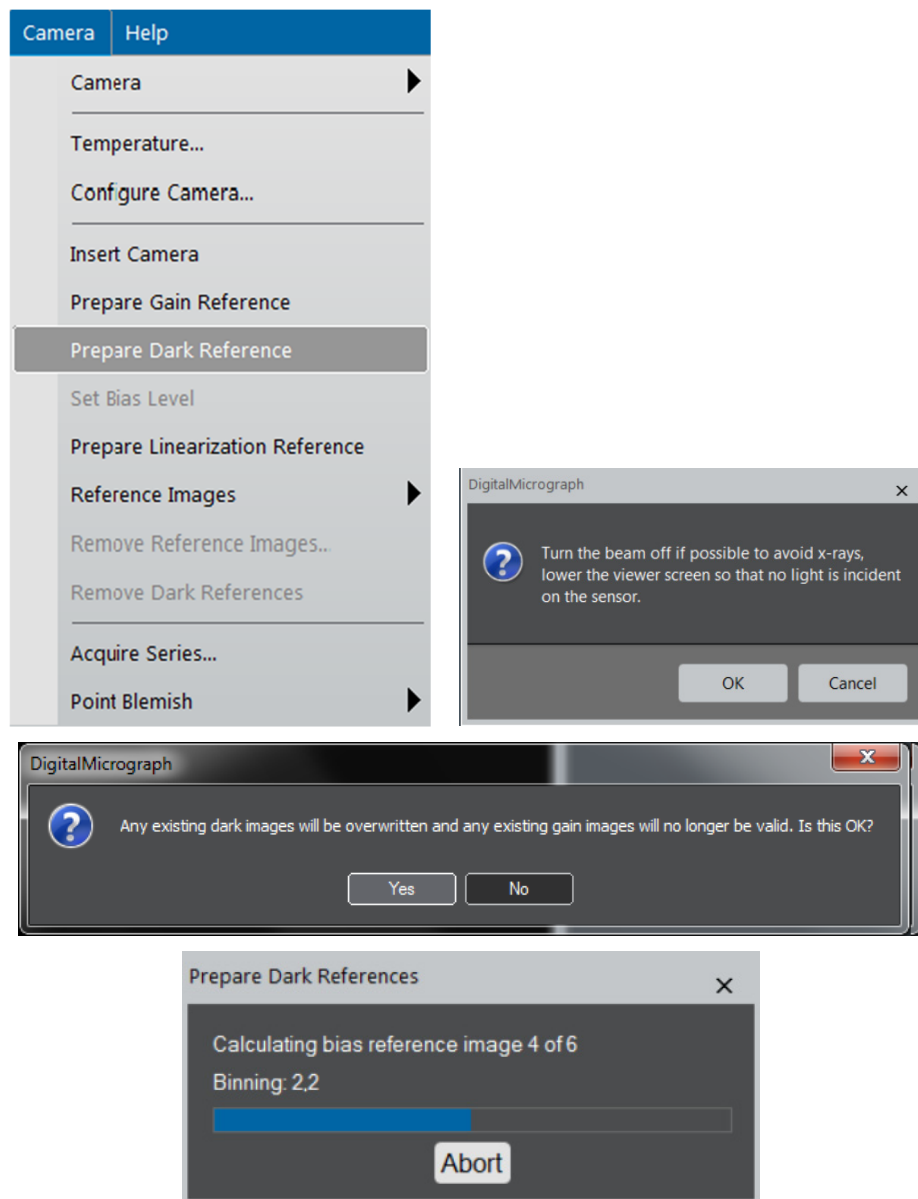 Camera Help
Camera
Temperature...
Configure Camera...
Insert Camera
Prepare Gain Reference
Prepare Dark Reference
Set Bias Level
Prepare Linearization Reference
Reference Images
Remove Reference Images...
Remove Dark References
Acquire Series...
Point Blemish
DigitalMicrograph
Turn the beam off if possible to avoid x-rays,
lower the viewer screen so that no light is incident
on the sensor.
OK Cancel
DigitalMicrograph
Any existing dark images will be overwritten and any existing gain images will no longer be valid. Is this OK?
Yes No
Prepare Dark References
Calculating bias reference image 4 of 6
Binning: 2,2
Abort